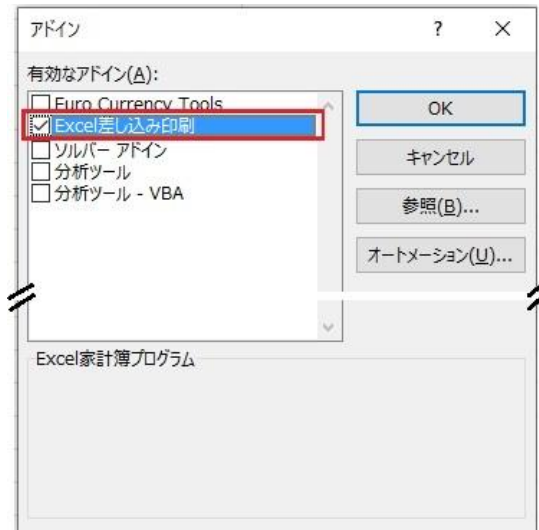 アドイン ? ×
有効なアドイン(A):
Euro Currency Tools
Excel差し込み印刷
ソルバー アドイン
分析ツール
分析ツール - VBA
OK
キャンセル
参照(B)...
オートメーション(U)...
Excel家計簿プログラム